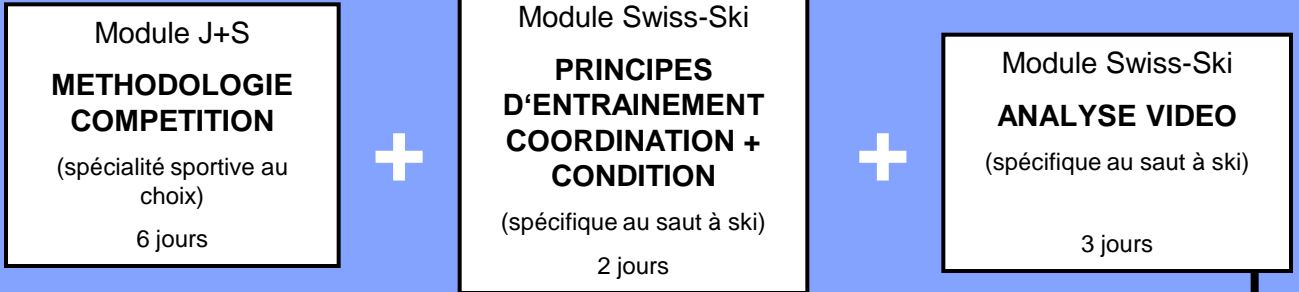 Module J+S
METHODOLOGIE
COMPETITION
(spécialité sportive au
choix)
6 jours
+
Module Swiss-Ski
PRINCIPES
D‘ENTRAINEMENT
COORDINATION +
CONDITION
(spécifique au saut à ski)
2 jours
+
Module Swiss-Ski
ANALYSE VIDEO
(spécifique au saut à ski)
3 jours